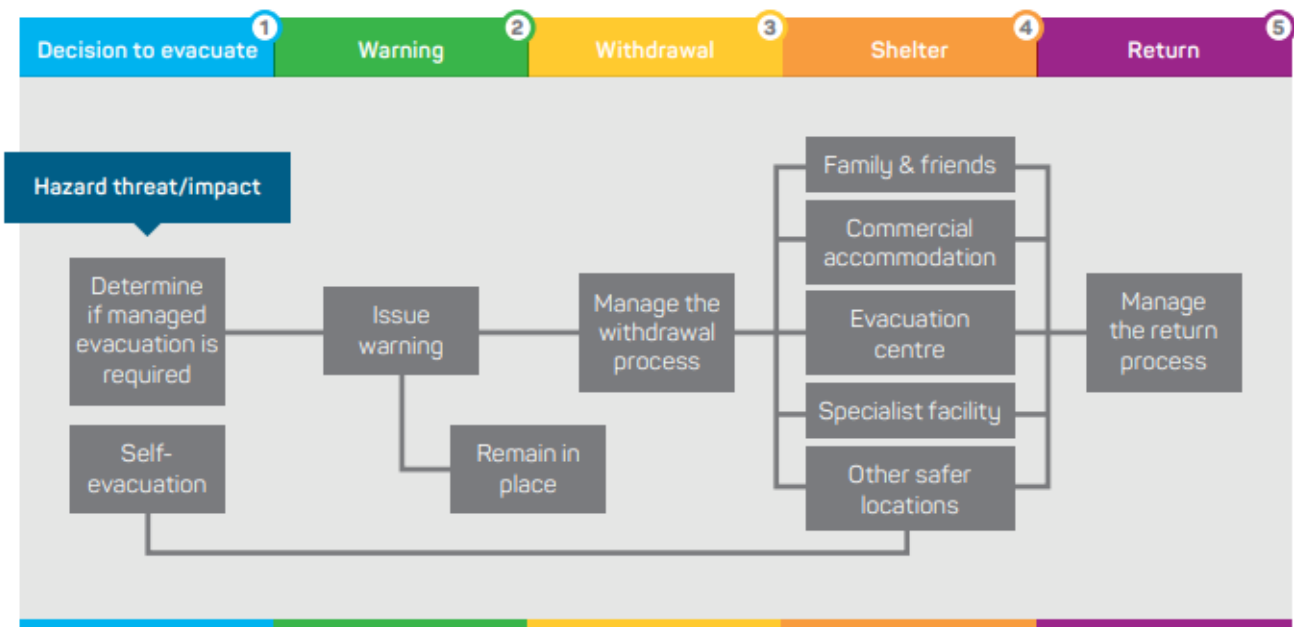 1
2
3
4
5
Decision to evacuate
Warning
Withdrawal
Shelter
Return
Hazard threat/impact
Determine
if managed
evacuation is
required
Self-
evacuation
Issue
warning
Remain in
place
Manage the
withdrawal
process
Family & friends
Commercial
accommodation
Evacuation
centre
Specialist facility
Other safer
locations
Manage
the return
process